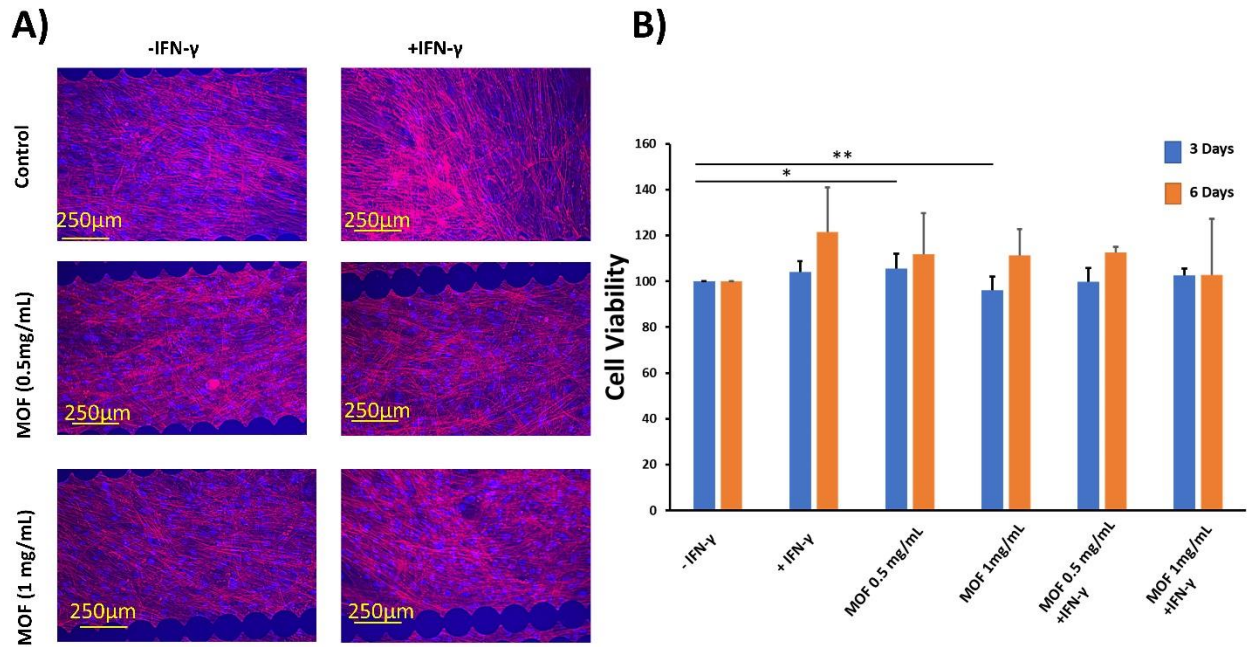 A)
-IFN-γ
+IFN-γ
Control
250μm
250μm
MOF (0.5mg/mL)
250μm
250μm
MOF (1 mg/mL)
250μm
250μm
B)
3 Days
6 Days
**
*
Cell Viability
160
140
120
100
80
60
40
20
0
- IFN-γ
+ IFN-γ
MOF 0.5 mg/mL
MOF 1mg/mL
MOF 0.5 mg/mL
+IFN-γ
MOF 1mg/mL
+IFN-γ